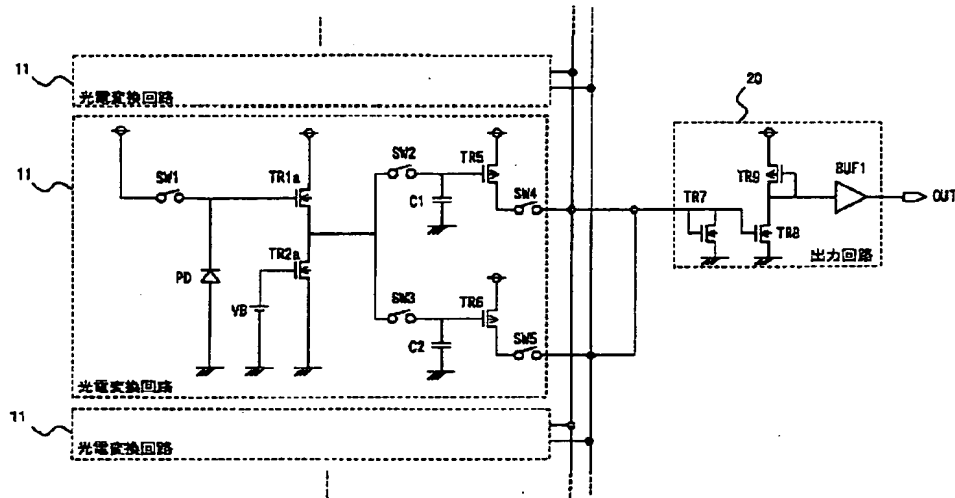 11
光電変換回路
11
SW1
TR1a
TR2a
PD
VB
SW2
C1
TR5
SW4
SW3
C2
TR6
SW5
光電変換回路
11
光電変換回路
20
TR7
TR9
TR8
BUF1
OUT
出力回路